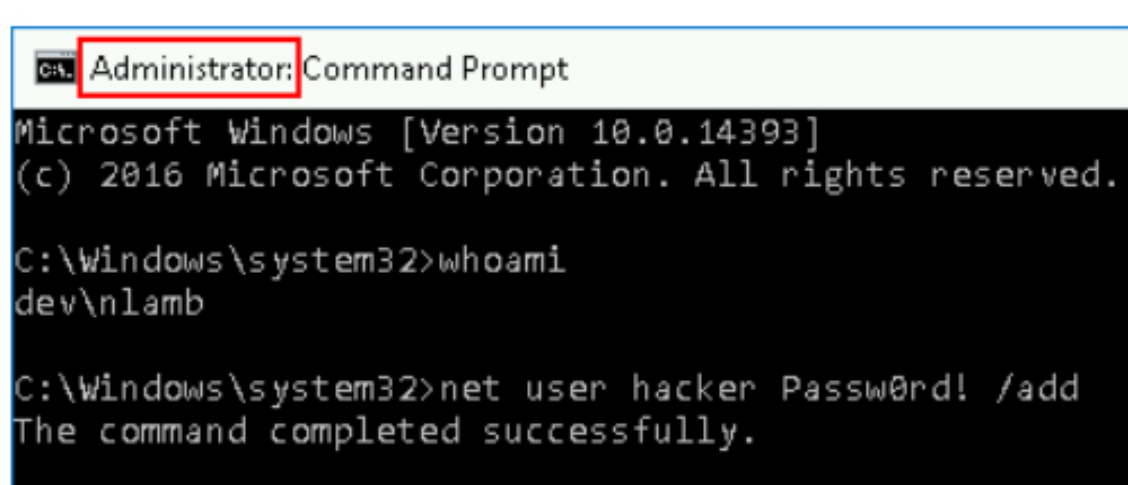 Administrator: Command Prompt
Microsoft Windows [Version 10.0.14393]
(c) 2016 Microsoft Corporation. All rights reserved.
C:\Windows\system32>whoami
dev\nlamb
C:\Windows\system32>net user hacker Passw0rd! /add
The command completed successfully.